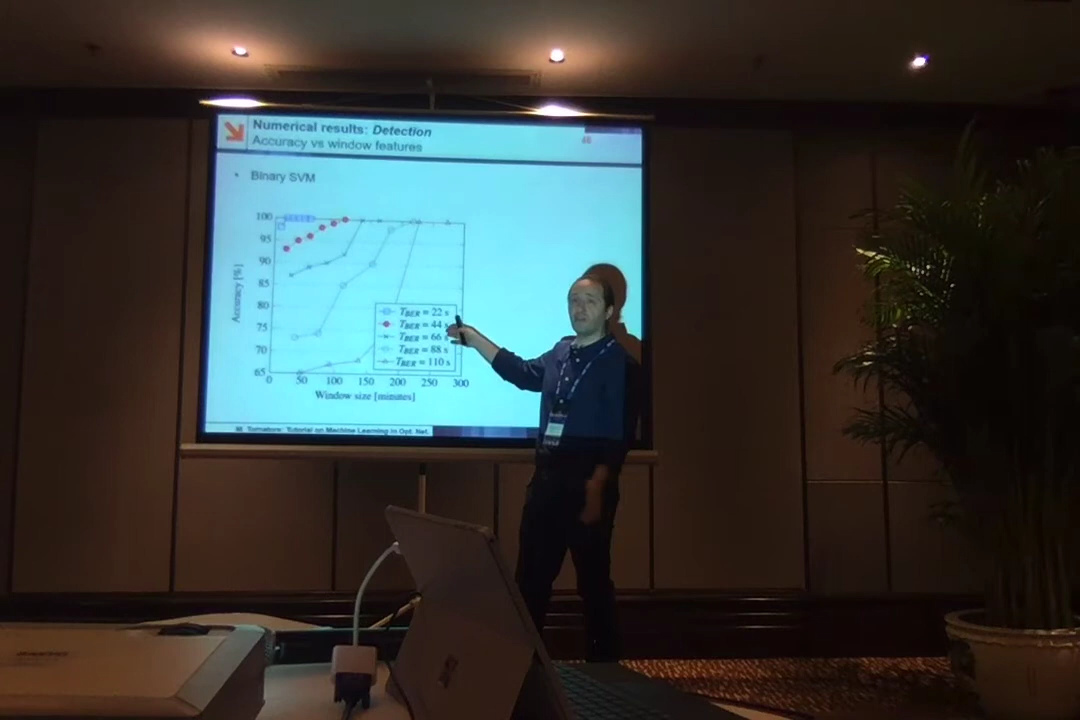 Numerical results: Detection
Accuracy vs window features
• Binary SVM
100
95
90
85
80
75
70
65
Accuracy [%]
T_BER = 22 s
T_BER = 44 s
T_BER = 66 s
T_BER = 88 s
T_BER = 110 s
0 50 100 150 200 250 300
Window size [minutes]
Tornatore: Tutorial on Machine Learning in Opt. Net.